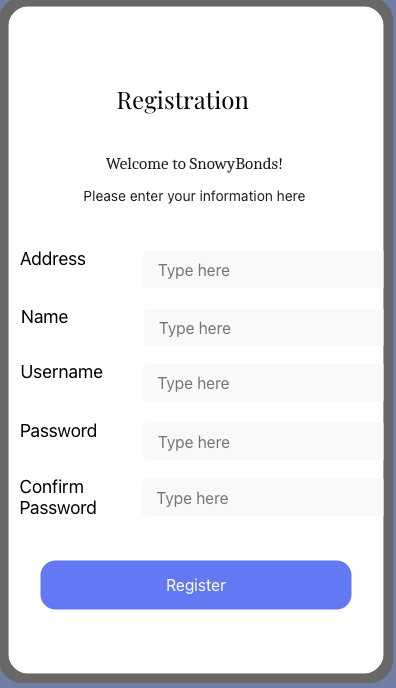 Registration
Welcome to SnowyBonds!
Please enter your information here
Address
Type here
Name
Type here
Username
Type here
Password
Type here
Confirm
Password
Type here
Register